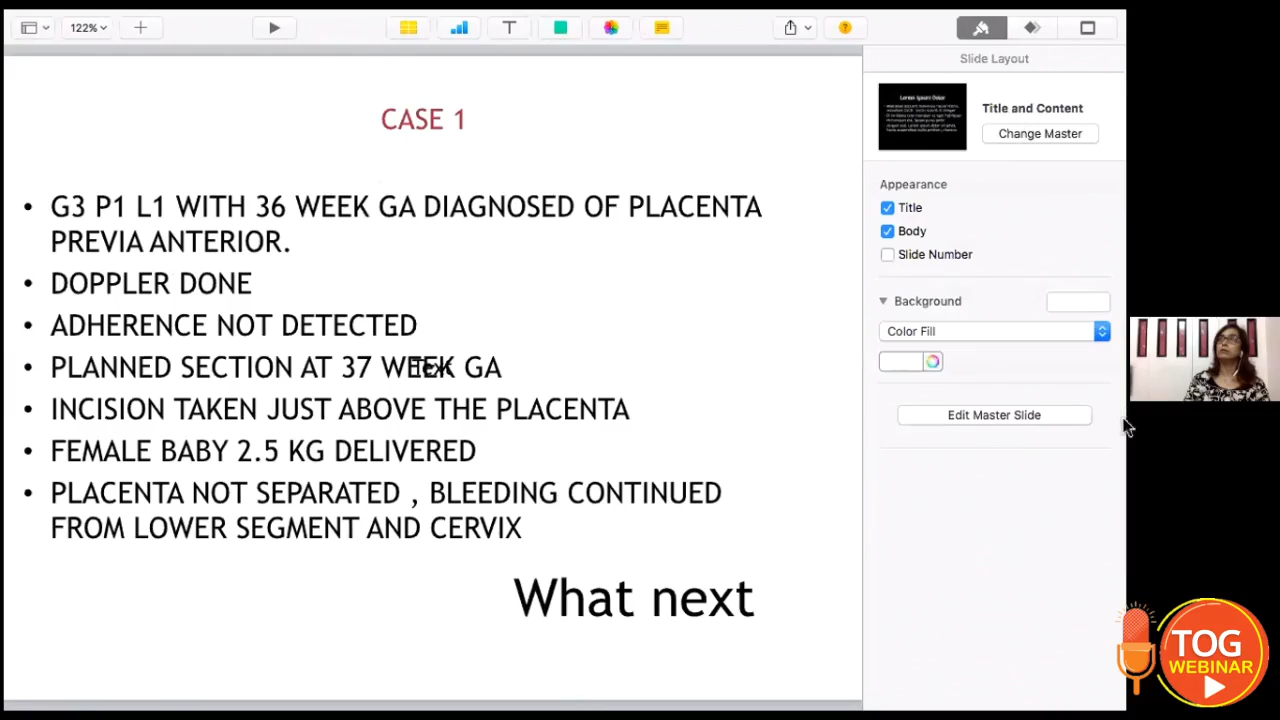 122%
T
?
Slide Layout
Title and Content
Change Master
CASE 1
Appearance
Title
Body
Slide Number
• G3 P1 L1 WITH 36 WEEK GA DIAGNOSED OF PLACENTA
PREVIA ANTERIOR.
• DOPPLER DONE
• ADHERENCE NOT DETECTED
• PLANNED SECTION AT 37 WEEK GA
• INCISION TAKEN JUST ABOVE THE PLACENTA
• FEMALE BABY 2.5 KG DELIVERED
• PLACENTA NOT SEPARATED , BLEEDING CONTINUED
FROM LOWER SEGMENT AND CERVIX
What next
Background
Color Fill
Edit Master Slide
TOG
WEBINAR